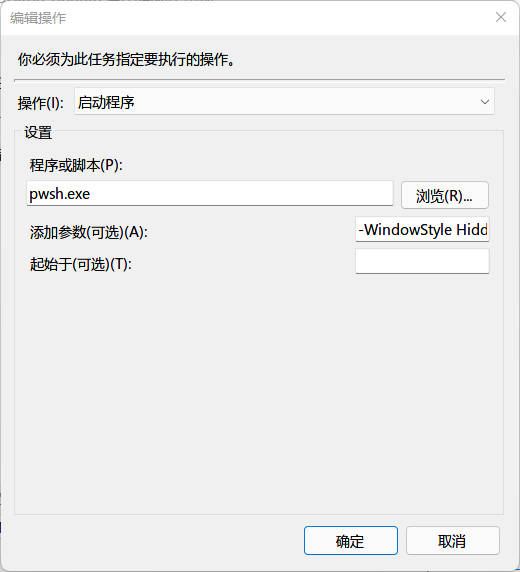 编辑操作
你必须为此任务指定要执行的操作。
操作(I):
启动程序
设置
程序或脚本(P):
pwsh.exe
浏览(R)...
添加参数(可选)(A):
-WindowStyle Hidd
起始于(可选)(T):
确定
取消